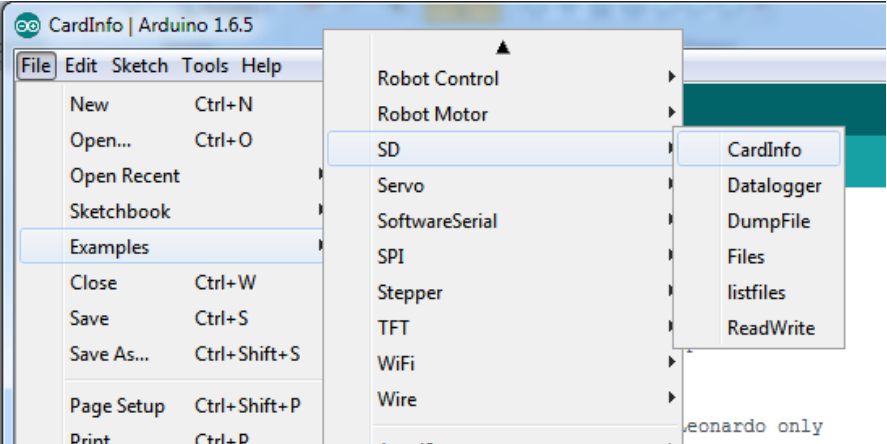 CardInfo | Arduino 1.6.5
File Edit Sketch Tools Help
New Ctrl+N
Open... Ctrl+O
Open Recent
Sketchbook
Examples
Close Ctrl+W
Save Ctrl+S
Save As... Ctrl+Shift+S
Page Setup Ctrl+Shift+P
Print Ctrl+P
Robot Control
Robot Motor
SD
Servo
SoftwareSerial
SPI
Stepper
TFT
WiFi
Wire
CardInfo
Datalogger
DumpFile
Files
listfiles
ReadWrite
eonardo only